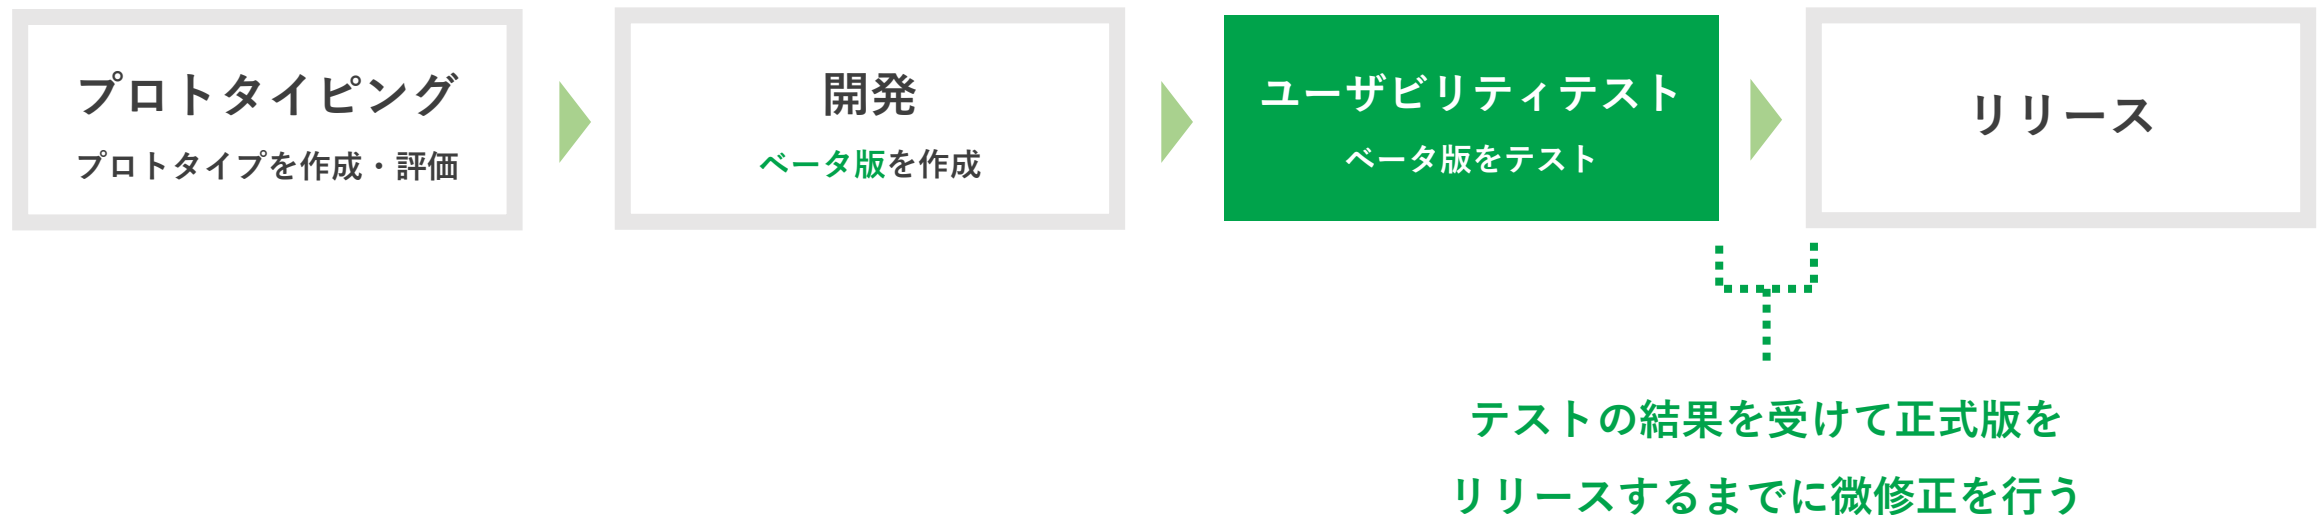 プロトタイピング
プロトタイプを作成・評価
開発
ベータ版を作成
ユーザビリティテスト
ベータ版をテスト
リリース
テストの結果を受けて正式版を
リリースするまでに微修正を行う